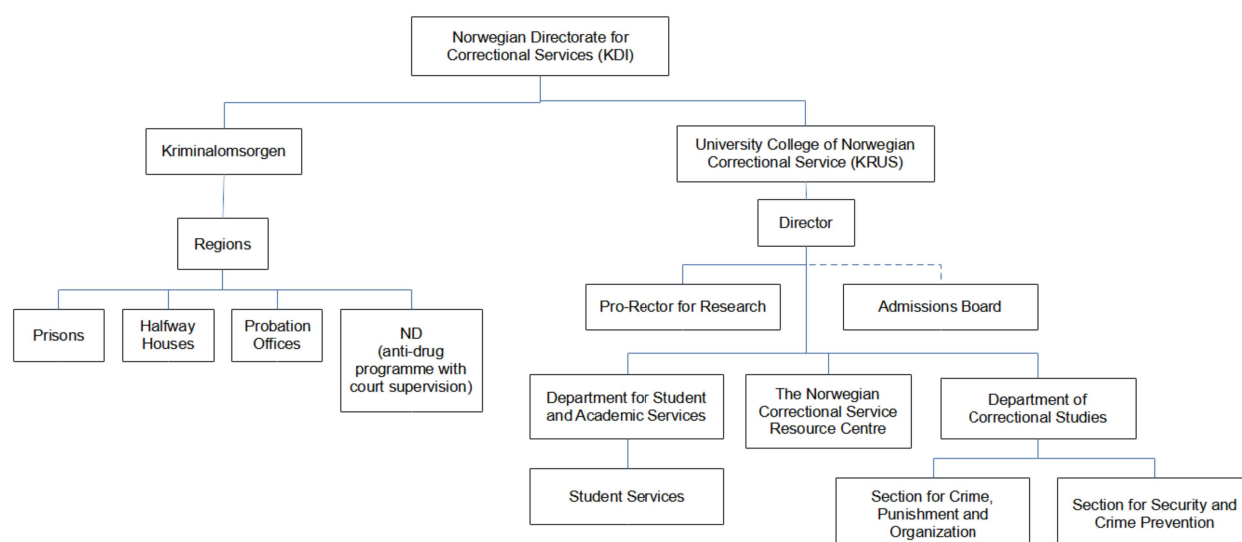 Norwegian Directorate for
Correctional Services (KDI)
Kriminalomsorgen
University College of Norwegian
Correctional Service (KRUS)
Regions
Director
Pro-Rector for Research
Admissions Board
Prisons
Halfway
Houses
Probation
Offices
ND
(anti-drug
programme with
court supervision)
Department for Student
and Academic Services
The Norwegian
Correctional Service
Resource Centre
Department of
Correctional Studies
Student Services
Section for Crime,
Punishment and
Organization
Section for Security and
Crime Prevention